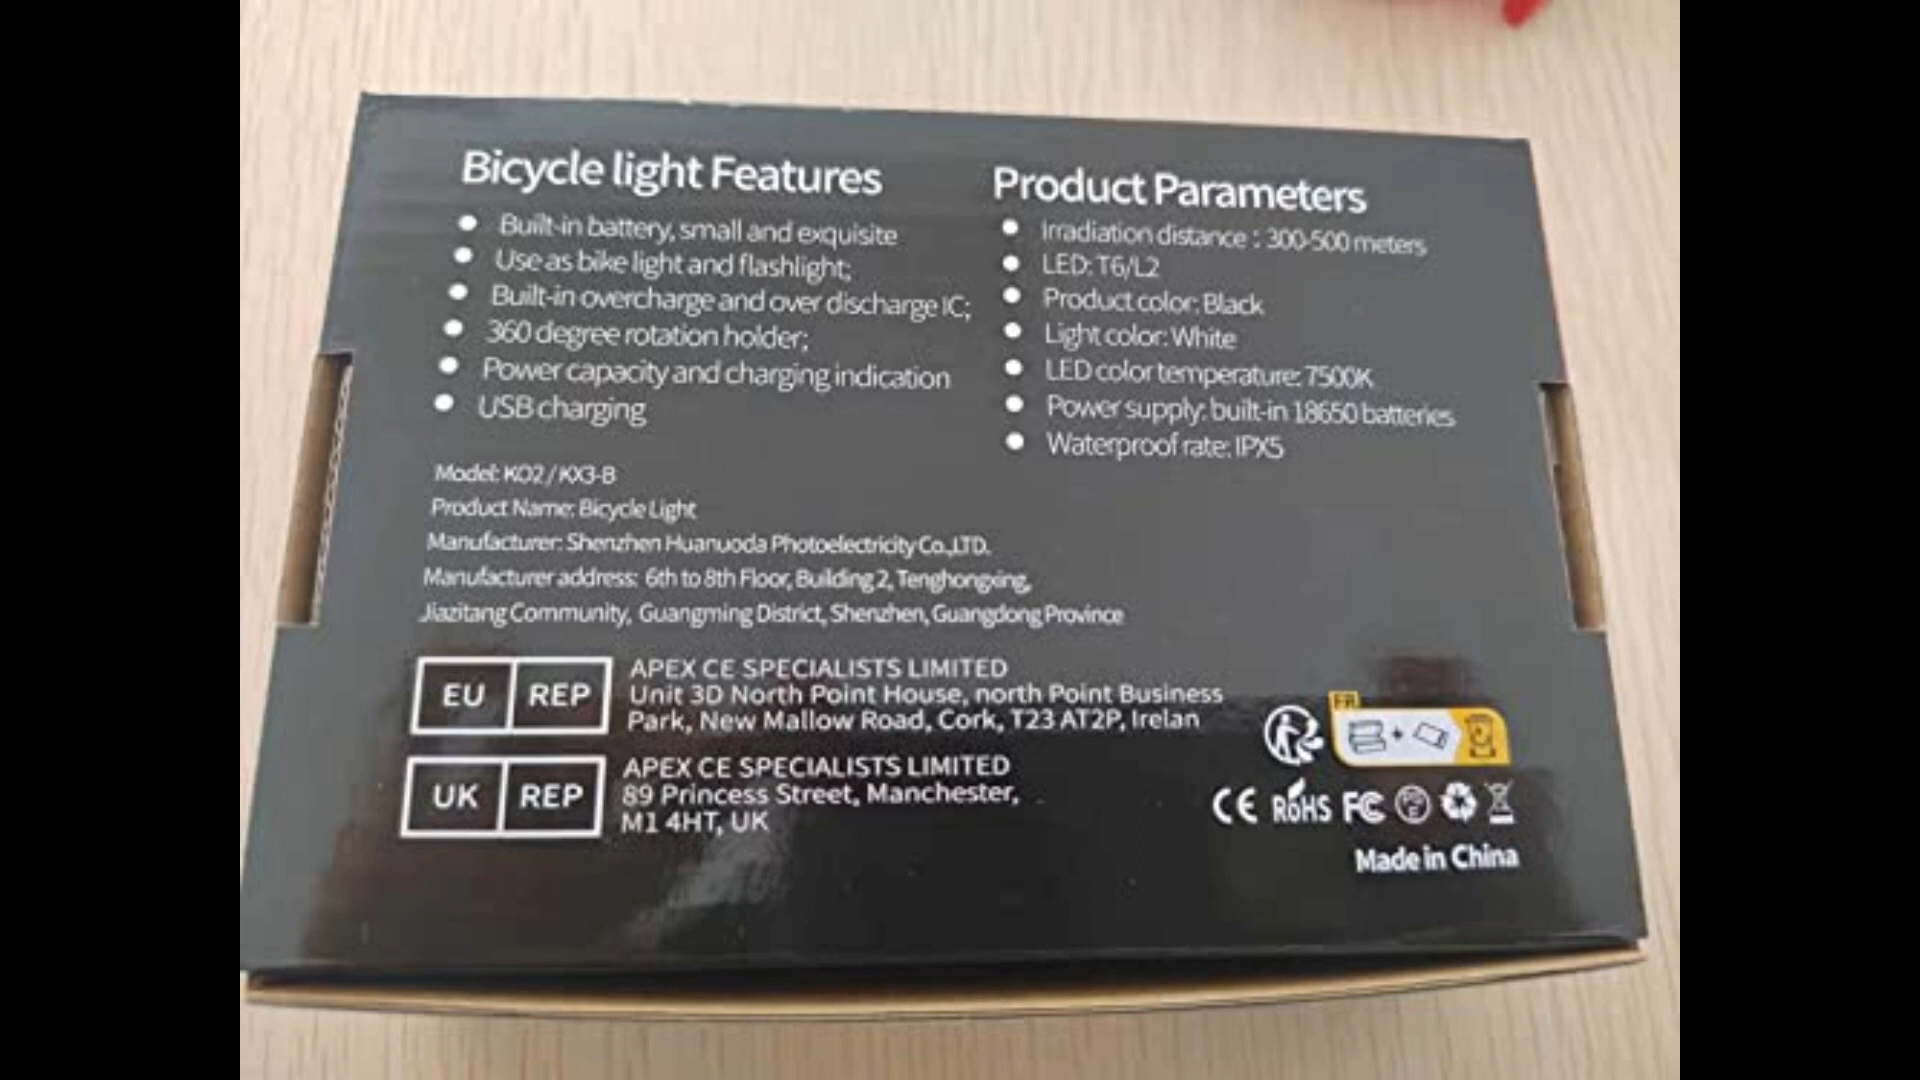 Bicycle light Features
Built-in battery, small and exquisite
Use as bike light and flashlight;
Built-in overcharge and over discharge IC;
360 degree rotation holder;
Power capacity and charging indication
USB charging
Product Parameters
Irradiation distance : 300-500 meters
LED: T6/L2
Product color: Black
Light color: White
LED color temperature: 7500K
Power supply: built-in 18650 batteries
Waterproof rate: IPX5
Model: KO2 / KX3-B
Product Name: Bicycle Light
Manufacturer: Shenzhen Huanuoda Photoelectricity Co.,LTD.
Manufacturer address: 6th to 8th Floor, Building 2, Tenghongxing,
Jiazitang Community, Guangming District, Shenzhen, Guangdong Province
EU REP
APEX CE SPECIALISTS LIMITED
Unit 3D North Point House, north Point Business
Park, New Mallow Road, Cork, T23 AT2P, Irelan
UK REP
APEX CE SPECIALISTS LIMITED
89 Princess Street, Manchester,
M1 4HT, UK
FR
CE RoHS FC
Made in China